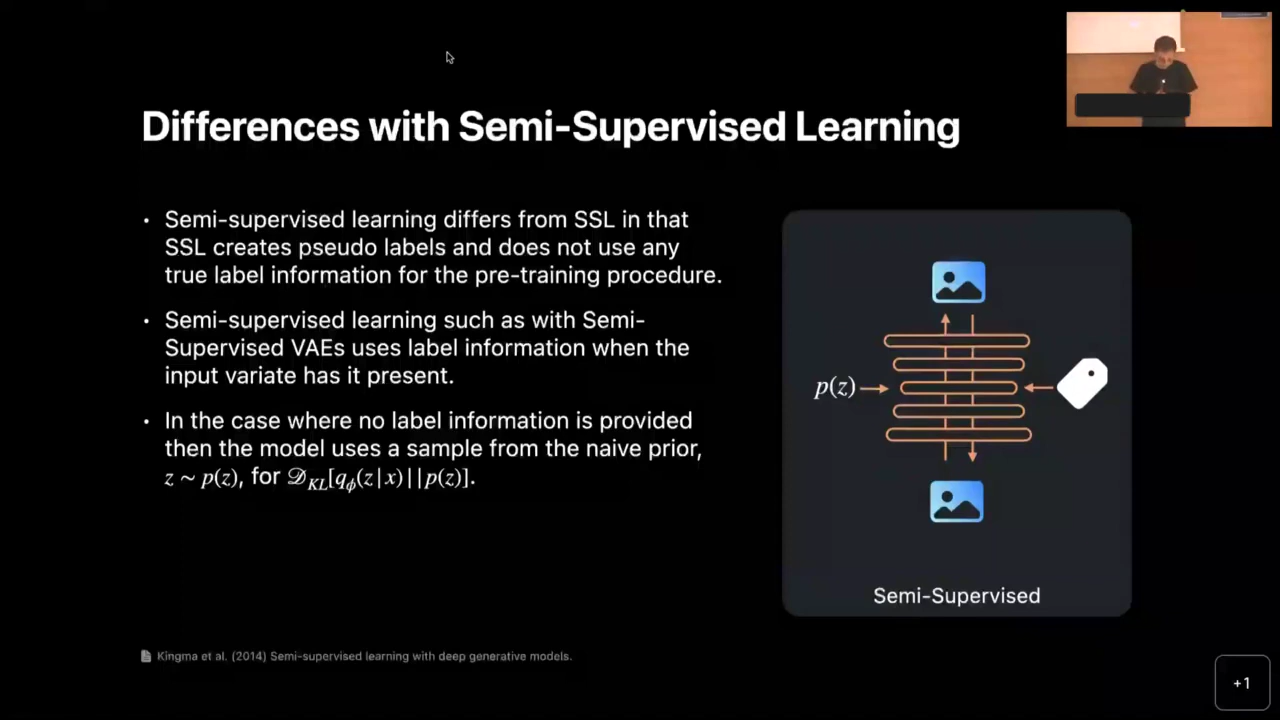 Differences with Semi-Supervised Learning
• Semi-supervised learning differs from SSL in that
SSL creates pseudo labels and does not use any
true label information for the pre-training procedure.
• Semi-supervised learning such as with Semi-
Supervised VAEs uses label information when the
input variate has it present.
• In the case where no label information is provided
then the model uses a sample from the naive prior,
z ∼ p(z), for 𝒟_KL[q_ϕ(z|x)||p(z)].
p(z)
Semi-Supervised
Kingma et al. (2014) Semi-supervised learning with deep generative models.
+1